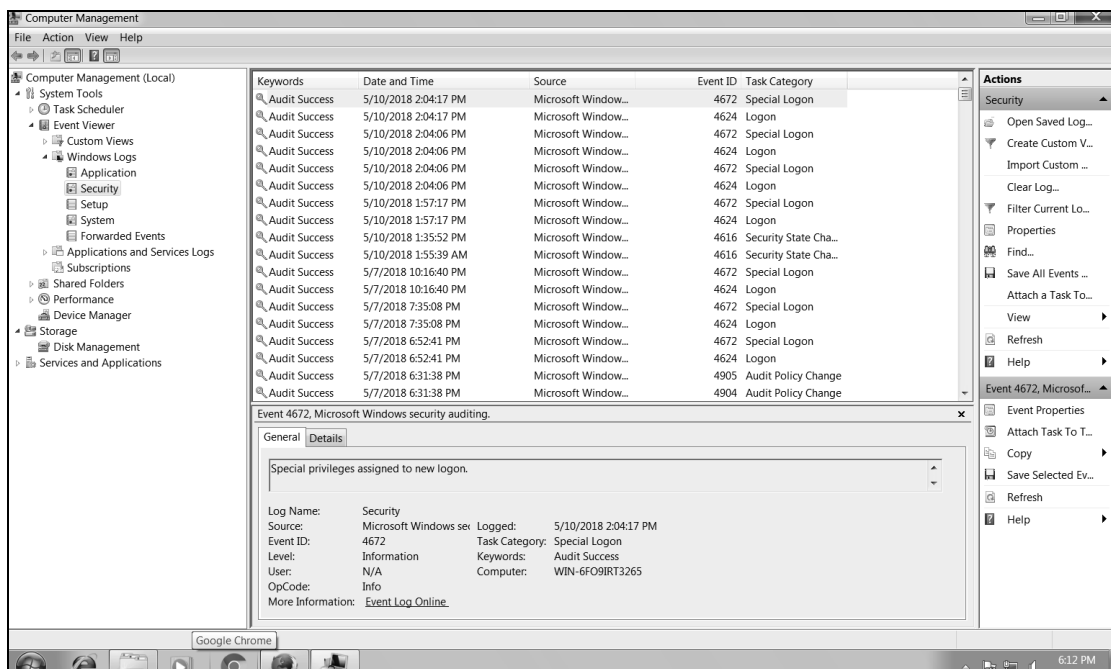 Computer Management
File Action View Help
Computer Management (Local)
System Tools
Task Scheduler
Event Viewer
Custom Views
Windows Logs
Application
Security
Setup
System
Forwarded Events
Applications and Services Logs
Subscriptions
Shared Folders
Performance
Device Manager
Storage
Disk Management
Services and Applications
Keywords Date and Time Source Event ID Task Category
Audit Success 5/10/2018 2:04:17 PM Microsoft Window... 4672 Special Logon
Audit Success 5/10/2018 2:04:17 PM Microsoft Window... 4624 Logon
Audit Success 5/10/2018 2:04:06 PM Microsoft Window... 4672 Special Logon
Audit Success 5/10/2018 2:04:06 PM Microsoft Window... 4624 Logon
Audit Success 5/10/2018 2:04:06 PM Microsoft Window... 4672 Special Logon
Audit Success 5/10/2018 2:04:06 PM Microsoft Window... 4624 Logon
Audit Success 5/10/2018 1:57:17 PM Microsoft Window... 4672 Special Logon
Audit Success 5/10/2018 1:57:17 PM Microsoft Window... 4624 Logon
Audit Success 5/10/2018 1:35:52 PM Microsoft Window... 4616 Security State Cha...
Audit Success 5/10/2018 1:55:39 AM Microsoft Window... 4616 Security State Cha...
Audit Success 5/7/2018 10:16:40 PM Microsoft Window... 4672 Special Logon
Audit Success 5/7/2018 10:16:40 PM Microsoft Window... 4624 Logon
Audit Success 5/7/2018 7:35:08 PM Microsoft Window... 4672 Special Logon
Audit Success 5/7/2018 7:35:08 PM Microsoft Window... 4624 Logon
Audit Success 5/7/2018 6:52:41 PM Microsoft Window... 4672 Special Logon
Audit Success 5/7/2018 6:52:41 PM Microsoft Window... 4624 Logon
Audit Success 5/7/2018 6:31:38 PM Microsoft Window... 4905 Audit Policy Change
Audit Success 5/7/2018 6:31:38 PM Microsoft Window... 4904 Audit Policy Change
Event 4672, Microsoft Windows security auditing.
General Details
Special privileges assigned to new logon.
Log Name: Security
Source: Microsoft Windows sec Logged: 5/10/2018 2:04:17 PM
Event ID: 4672 Task Category: Special Logon
Level: Information Keywords: Audit Success
User: N/A Computer: WIN-6FO9IRT3265
OpCode: Info
More Information: Event Log Online
Actions
Security
Open Saved Log...
Create Custom V...
Import Custom ...
Clear Log...
Filter Current Lo...
Properties
Find...
Save All Events ...
Attach a Task To...
View
Refresh
Help
Event 4672, Microsof...
Event Properties
Attach Task To T...
Copy
Save Selected Ev...
Refresh
Help
Google Chrome
6:12 PM